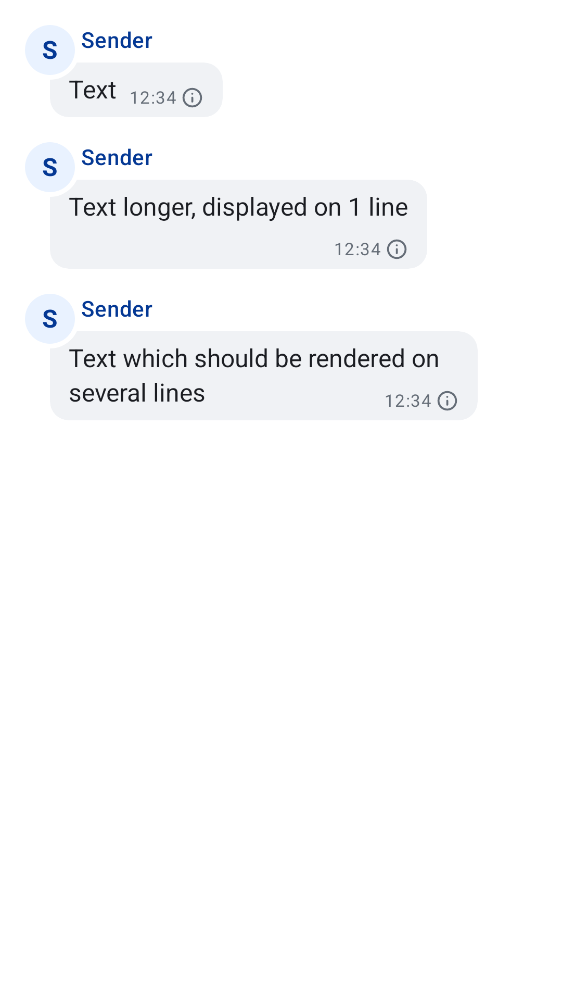 S Sender
Text 12:34
S Sender
Text longer, displayed on 1 line
12:34
S Sender
Text which should be rendered on
several lines 12:34